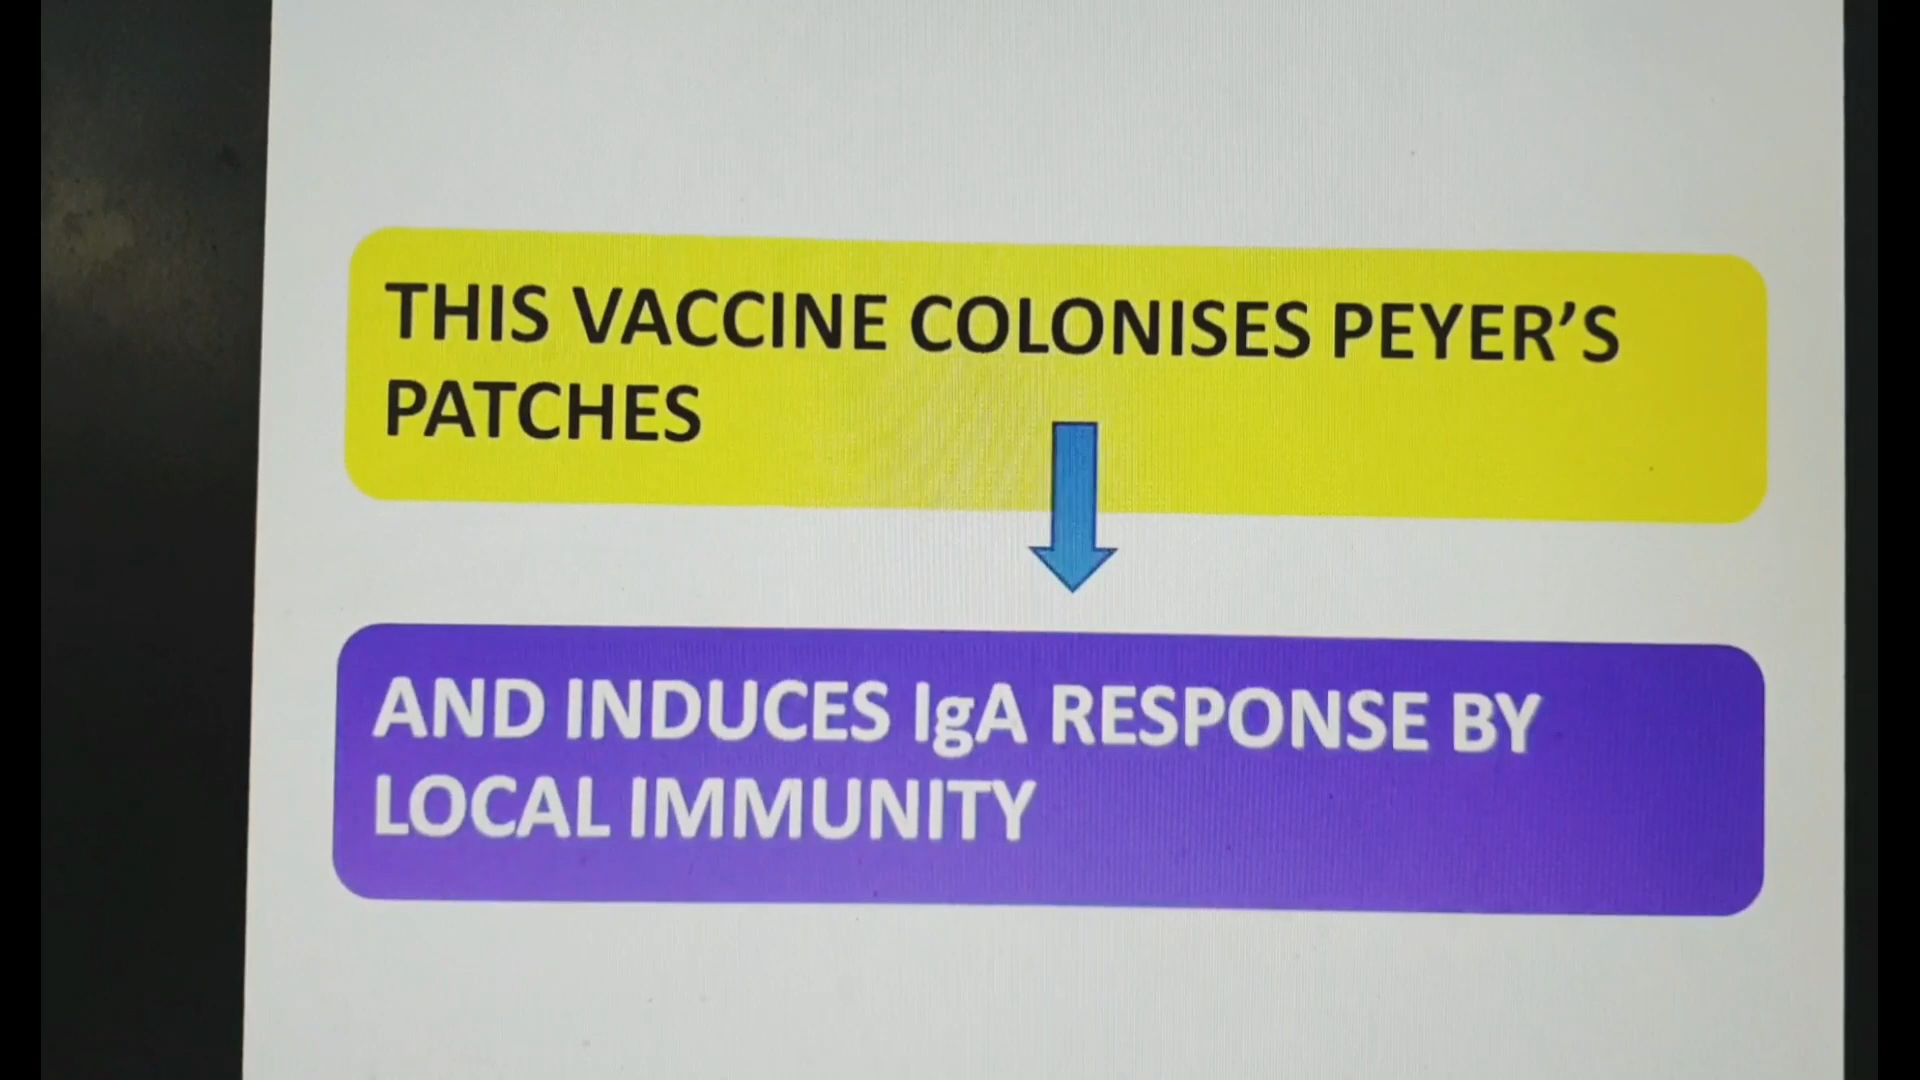 THIS VACCINE COLONISES PEYER’S
PATCHES
AND INDUCES IgA RESPONSE BY
LOCAL IMMUNITY